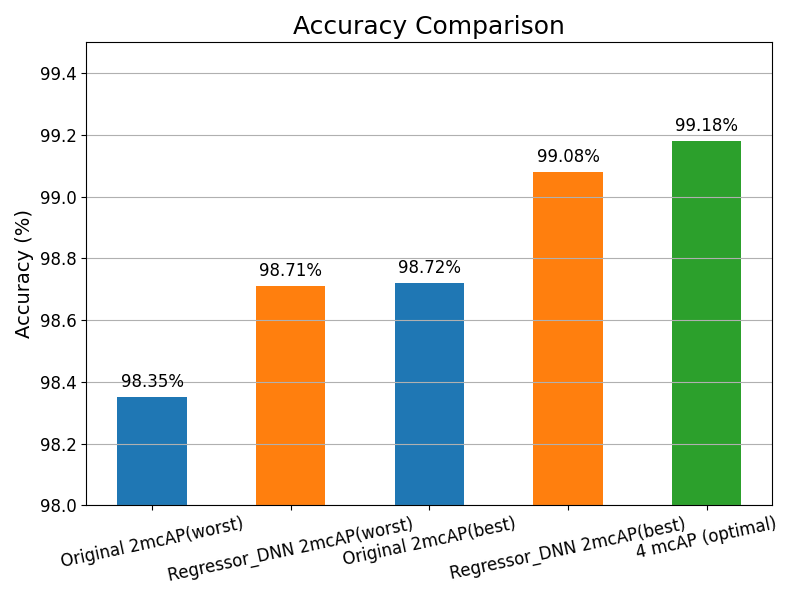 Accuracy Comparison
Accuracy (%)
99.4
99.2
99.0
98.8
98.6
98.4
98.2
98.0
98.35%
98.71%
98.72%
99.08%
99.18%
Original 2mcAP(worst)
Regressor_DNN 2mcAP(worst)
Original 2mcAP(best)
Regressor_DNN 2mcAP(best)
4 mcAP (optimal)